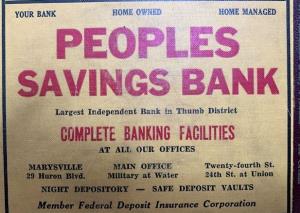 YOUR BANK HOME OWNED HOME MANAGED
PEOPLES
SAVINGS BANK
Largest Independent Bank in Thumb District
COMPLETE BANKING FACILITIES
AT ALL OUR OFFICES
MARYSVILLE MAIN OFFICE Twenty-fourth St.
29 Huron Blvd. Military at Water 24th St. at Union
NIGHT DEPOSITORY — SAFE DEPOSIT VAULTS
Member Federal Deposit Insurance Corporation